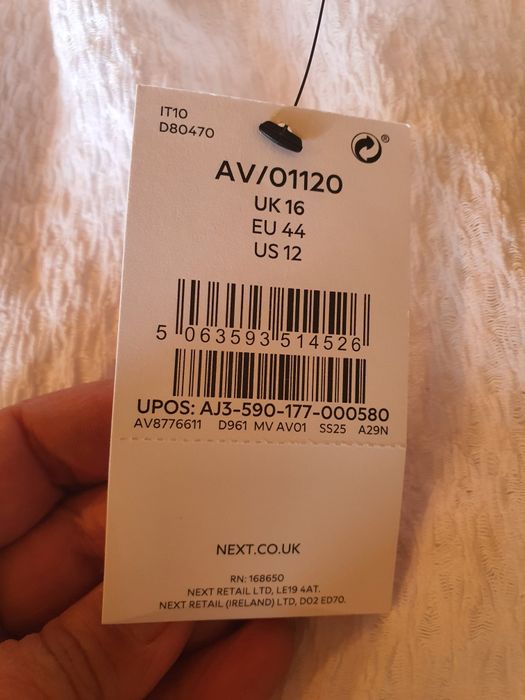 IT10
D80470
®
AV/01120
UK 16
EU 44
US 12
5 063593 514526
UPOS: AJ3-590-177-000580
AV8776611 D961 MV AV01 SS25 A29N
NEXT.CO.UK
RN: 168650
NEXT RETAIL LTD, LE19 4AT.
NEXT RETAIL (IRELAND) LTD, D02 ED70.